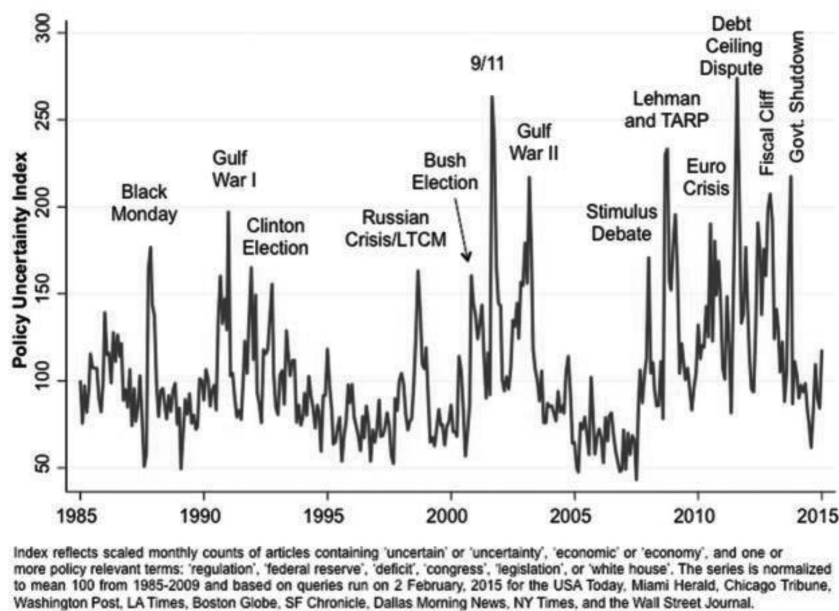 300
250
200
150
100
50
Policy Uncertainty Index
Black
Monday
Gulf
War I
Clinton
Election
Russian
Crisis/LTCM
Bush
Election
9/11
Gulf
War II
Stimulus
Debate
Lehman
and TARP
Euro
Crisis
Debt
Ceiling
Dispute
Fiscal Cliff
Govt. Shutdown
1985
1990
1995
2000
2005
2010
2015
Index reflects scaled monthly counts of articles containing 'uncertain' or 'uncertainty', 'economic' or 'economy', and one or
more policy relevant terms: 'regulation', 'federal reserve', 'deficit', 'congress', 'legislation', or 'white house'. The series is normalized
to mean 100 from 1985-2009 and based on queries run on 2 February, 2015 for the USA Today, Miami Herald, Chicago Tribune,
Washington Post, LA Times, Boston Globe, SF Chronicle, Dallas Morning News, NY Times, and the Wall Street Journal.